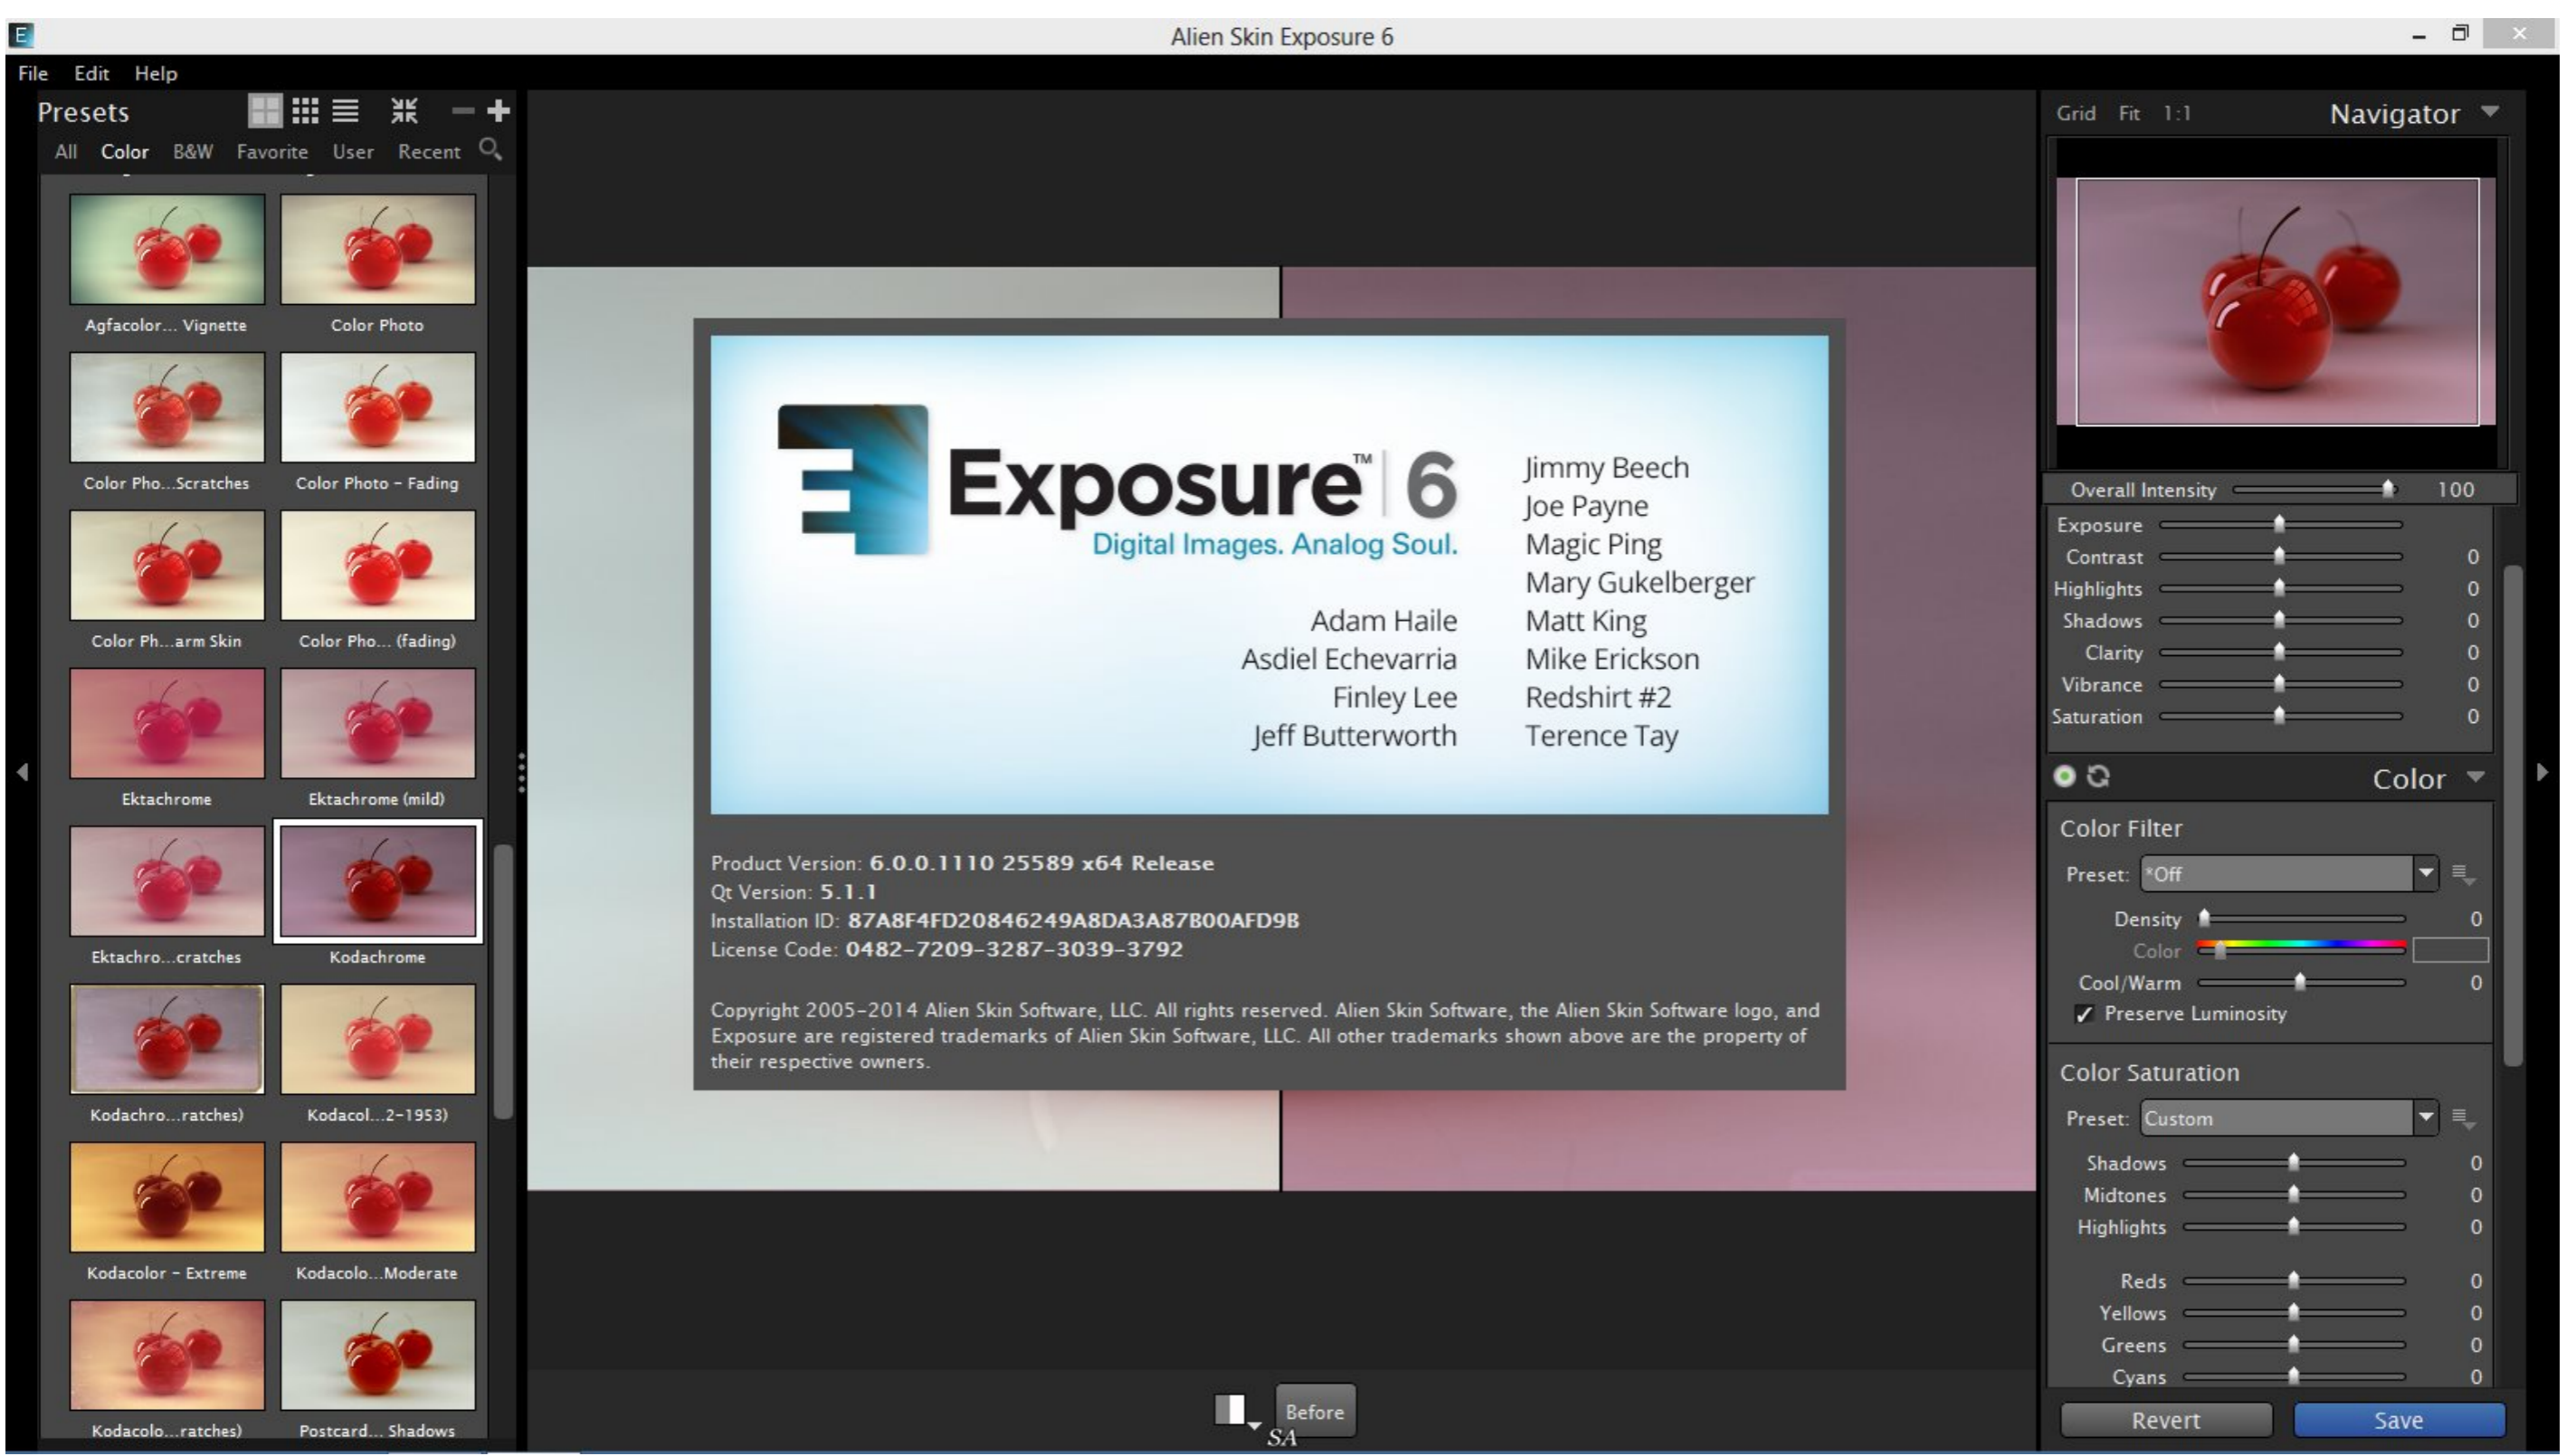 Alien Skin Exposure 6
File Edit Help
Presets
All Color B&W Favorite User Recent
Agfacolor... Vignette Color Photo
Color Pho...Scratches Color Photo - Fading
Color Ph...arm Skin Color Pho... (fading)
Ektachrome Ektachrome (mild)
Ektachro...cratches Kodachrome
Kodachro...ratches) Kodacol...2-1953)
Kodacolor - Extreme Kodacolo...Moderate
Kodacolo...ratches) Postcard... Shadows
Exposure™ 6
Digital Images. Analog Soul.
Adam Haile
Asdiel Echevarria
Finley Lee
Jeff Butterworth
Jimmy Beech
Joe Payne
Magic Ping
Mary Gukelberger
Matt King
Mike Erickson
Redshirt #2
Terence Tay
Product Version: 6.0.0.1110 25589 x64 Release
Qt Version: 5.1.1
Installation ID: 87A8F4FD20846249A8DA3A87B00AFD9B
License Code: 0482-7209-3287-3039-3792
Copyright 2005-2014 Alien Skin Software, LLC. All rights reserved. Alien Skin Software, the Alien Skin Software logo, and
Exposure are registered trademarks of Alien Skin Software, LLC. All other trademarks shown above are the property of
their respective owners.
Before
SA
Grid Fit 1:1 Navigator
Overall Intensity 100
Exposure
Contrast 0
Highlights 0
Shadows 0
Clarity 0
Vibrance 0
Saturation 0
Color
Color Filter
Preset: *Off
Density 0
Color
Cool/Warm 0
Preserve Luminosity
Color Saturation
Preset: Custom
Shadows 0
Midtones 0
Highlights 0
Reds 0
Yellows 0
Greens 0
Cyans 0
Revert Save